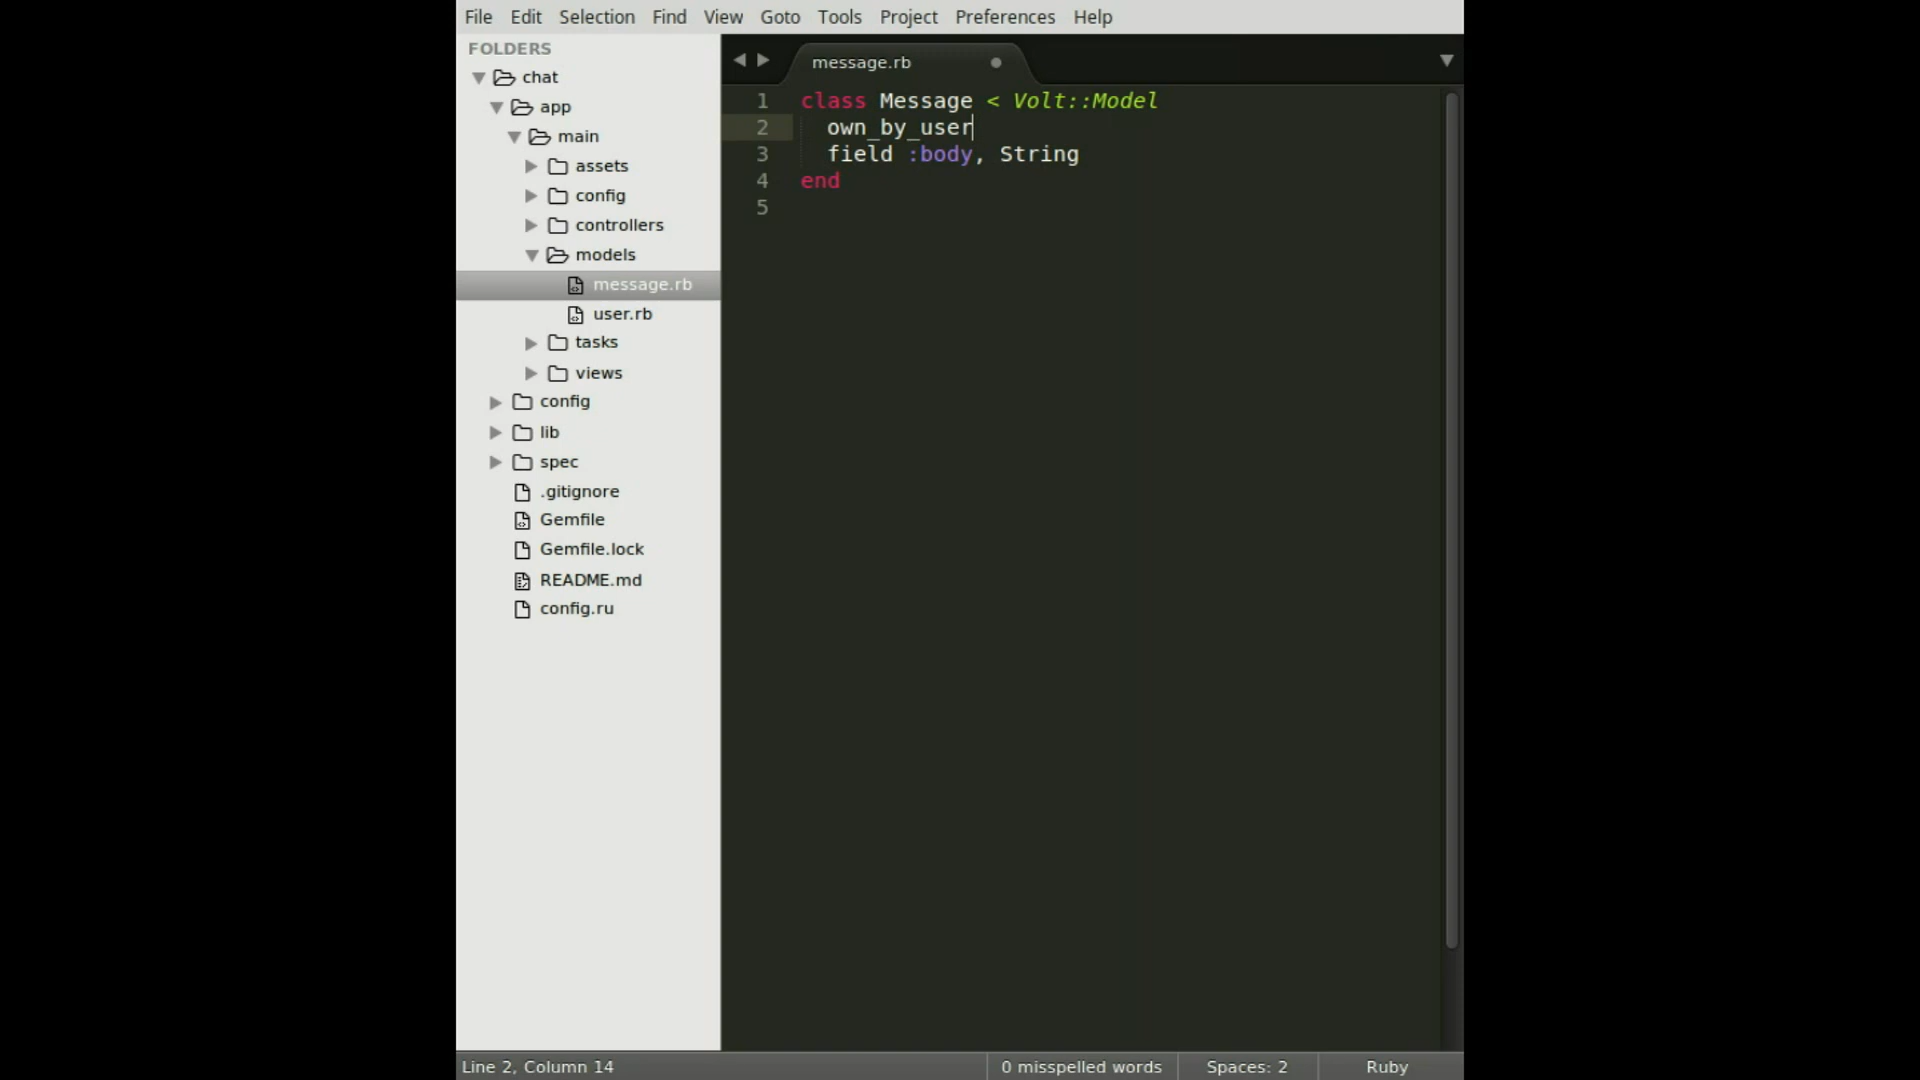 File Edit Selection Find View Goto Tools Project Preferences Help
FOLDERS
chat
app
main
assets
config
controllers
models
message.rb
user.rb
tasks
views
config
lib
spec
.gitignore
Gemfile
Gemfile.lock
README.md
config.ru
message.rb
1 class Message < Volt::Model
2   own_by_user
3   field :body, String
4 end
5
Line 2, Column 14 0 misspelled words Spaces: 2 Ruby